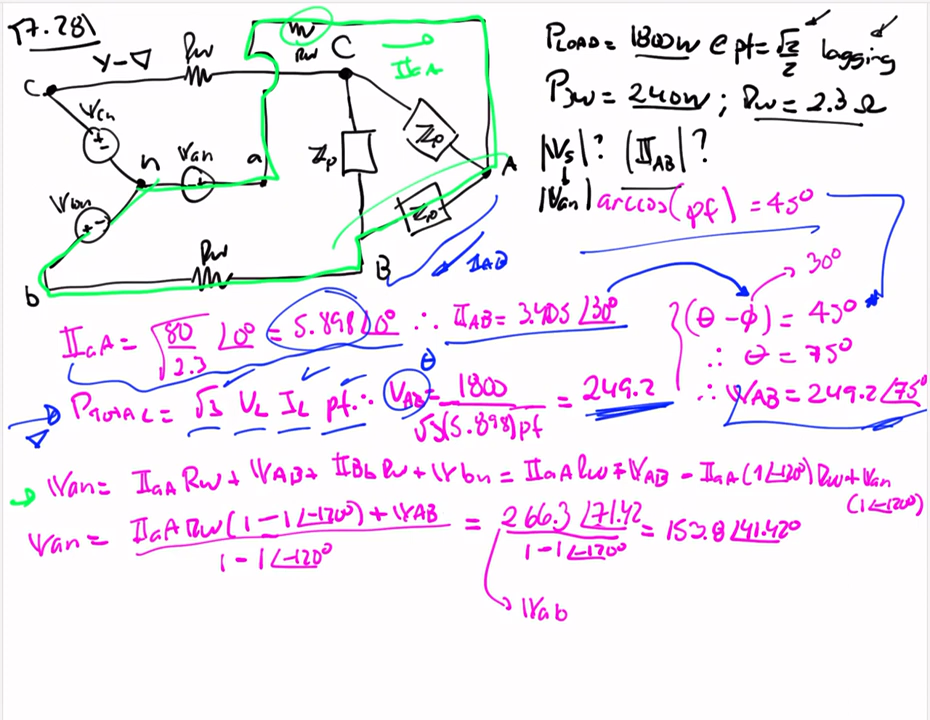 17.28)
Y-Δ
Rw
Rw
C
IaA
C
Vcn
n
Van
a
Zp
Zp
A
Vbn
Zp
Rw
B
IAB
b
PLOAD = 1800W @ pf = √2/2 lagging
P3w = 240W ; Rw = 2.3 Ω
|Vs|? |IAB|?
|Van| arccos(pf) = 45°
IaA = √80/2.3 ∠0° = 5.898∠0° ∴ IAB = 3.405 ∠30°
30°
(θ-ϕ) = 45°
∴ θ = 75°
θ
PTOTAL = √3 VL IL pf ∴ VAB = 1800/√3(5.898)pf = 249.2
∴ VAB = 249.2∠75°
Δ
Van = IaA Rw + VAB + IBb Rw + Vbn = IaA Rw + VAB - IaA (1∠-120°) Rw + Van (1∠-120°)
Van = IaA Rw (1-1∠-120°) + VAB / 1-1∠-120° = 266.3 ∠71.42 / 1-1∠-120° = 153.8∠41.42°
Vab